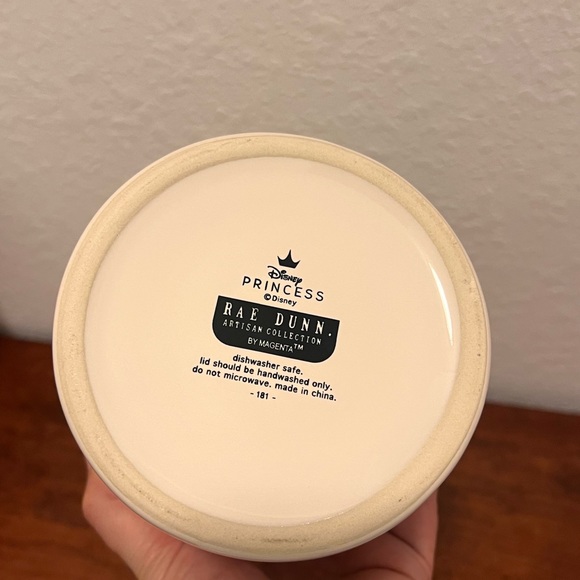 Disney
PRINCESS
©Disney
RAE DUNN.
ARTISAN COLLECTION
BY MAGENTA™
dishwasher safe.
lid should be handwashed only.
do not microwave. made in china.
- 181 -